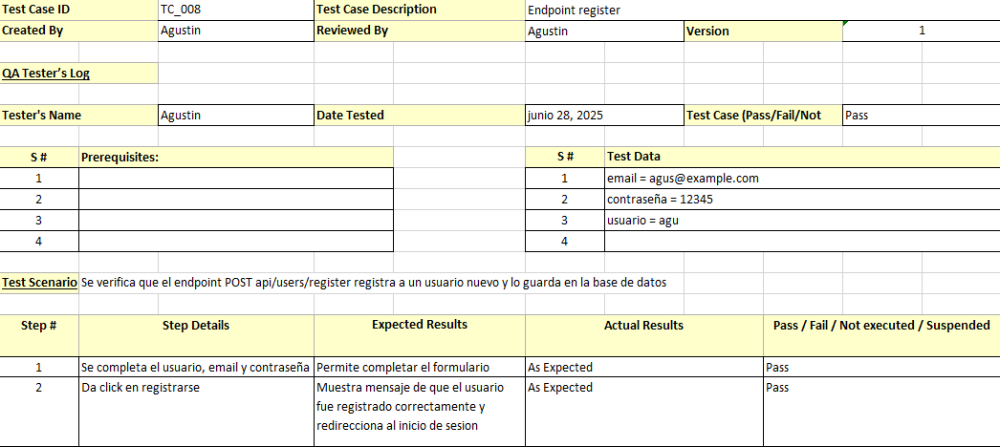 Test Case ID TC_008 Test Case Description Endpoint register
Created By Agustin Reviewed By Agustin Version 1
QA Tester's Log
Tester's Name Agustin Date Tested junio 28, 2025 Test Case (Pass/Fail/Not Pass
S # Prerequisites: S # Test Data
1 1 email = agus@example.com
2 2 contraseña = 12345
3 3 usuario = agu
4 4
Test Scenario Se verifica que el endpoint POST api/users/register registra a un usuario nuevo y lo guarda en la base de datos
Step # Step Details Expected Results Actual Results Pass / Fail / Not executed / Suspended
1 Se completa el usuario, email y contraseña Permite completar el formulario As Expected Pass
2 Da click en registrarse Muestra mensaje de que el usuario As Expected Pass
fue registrado correctamente y
redirecciona al inicio de sesion